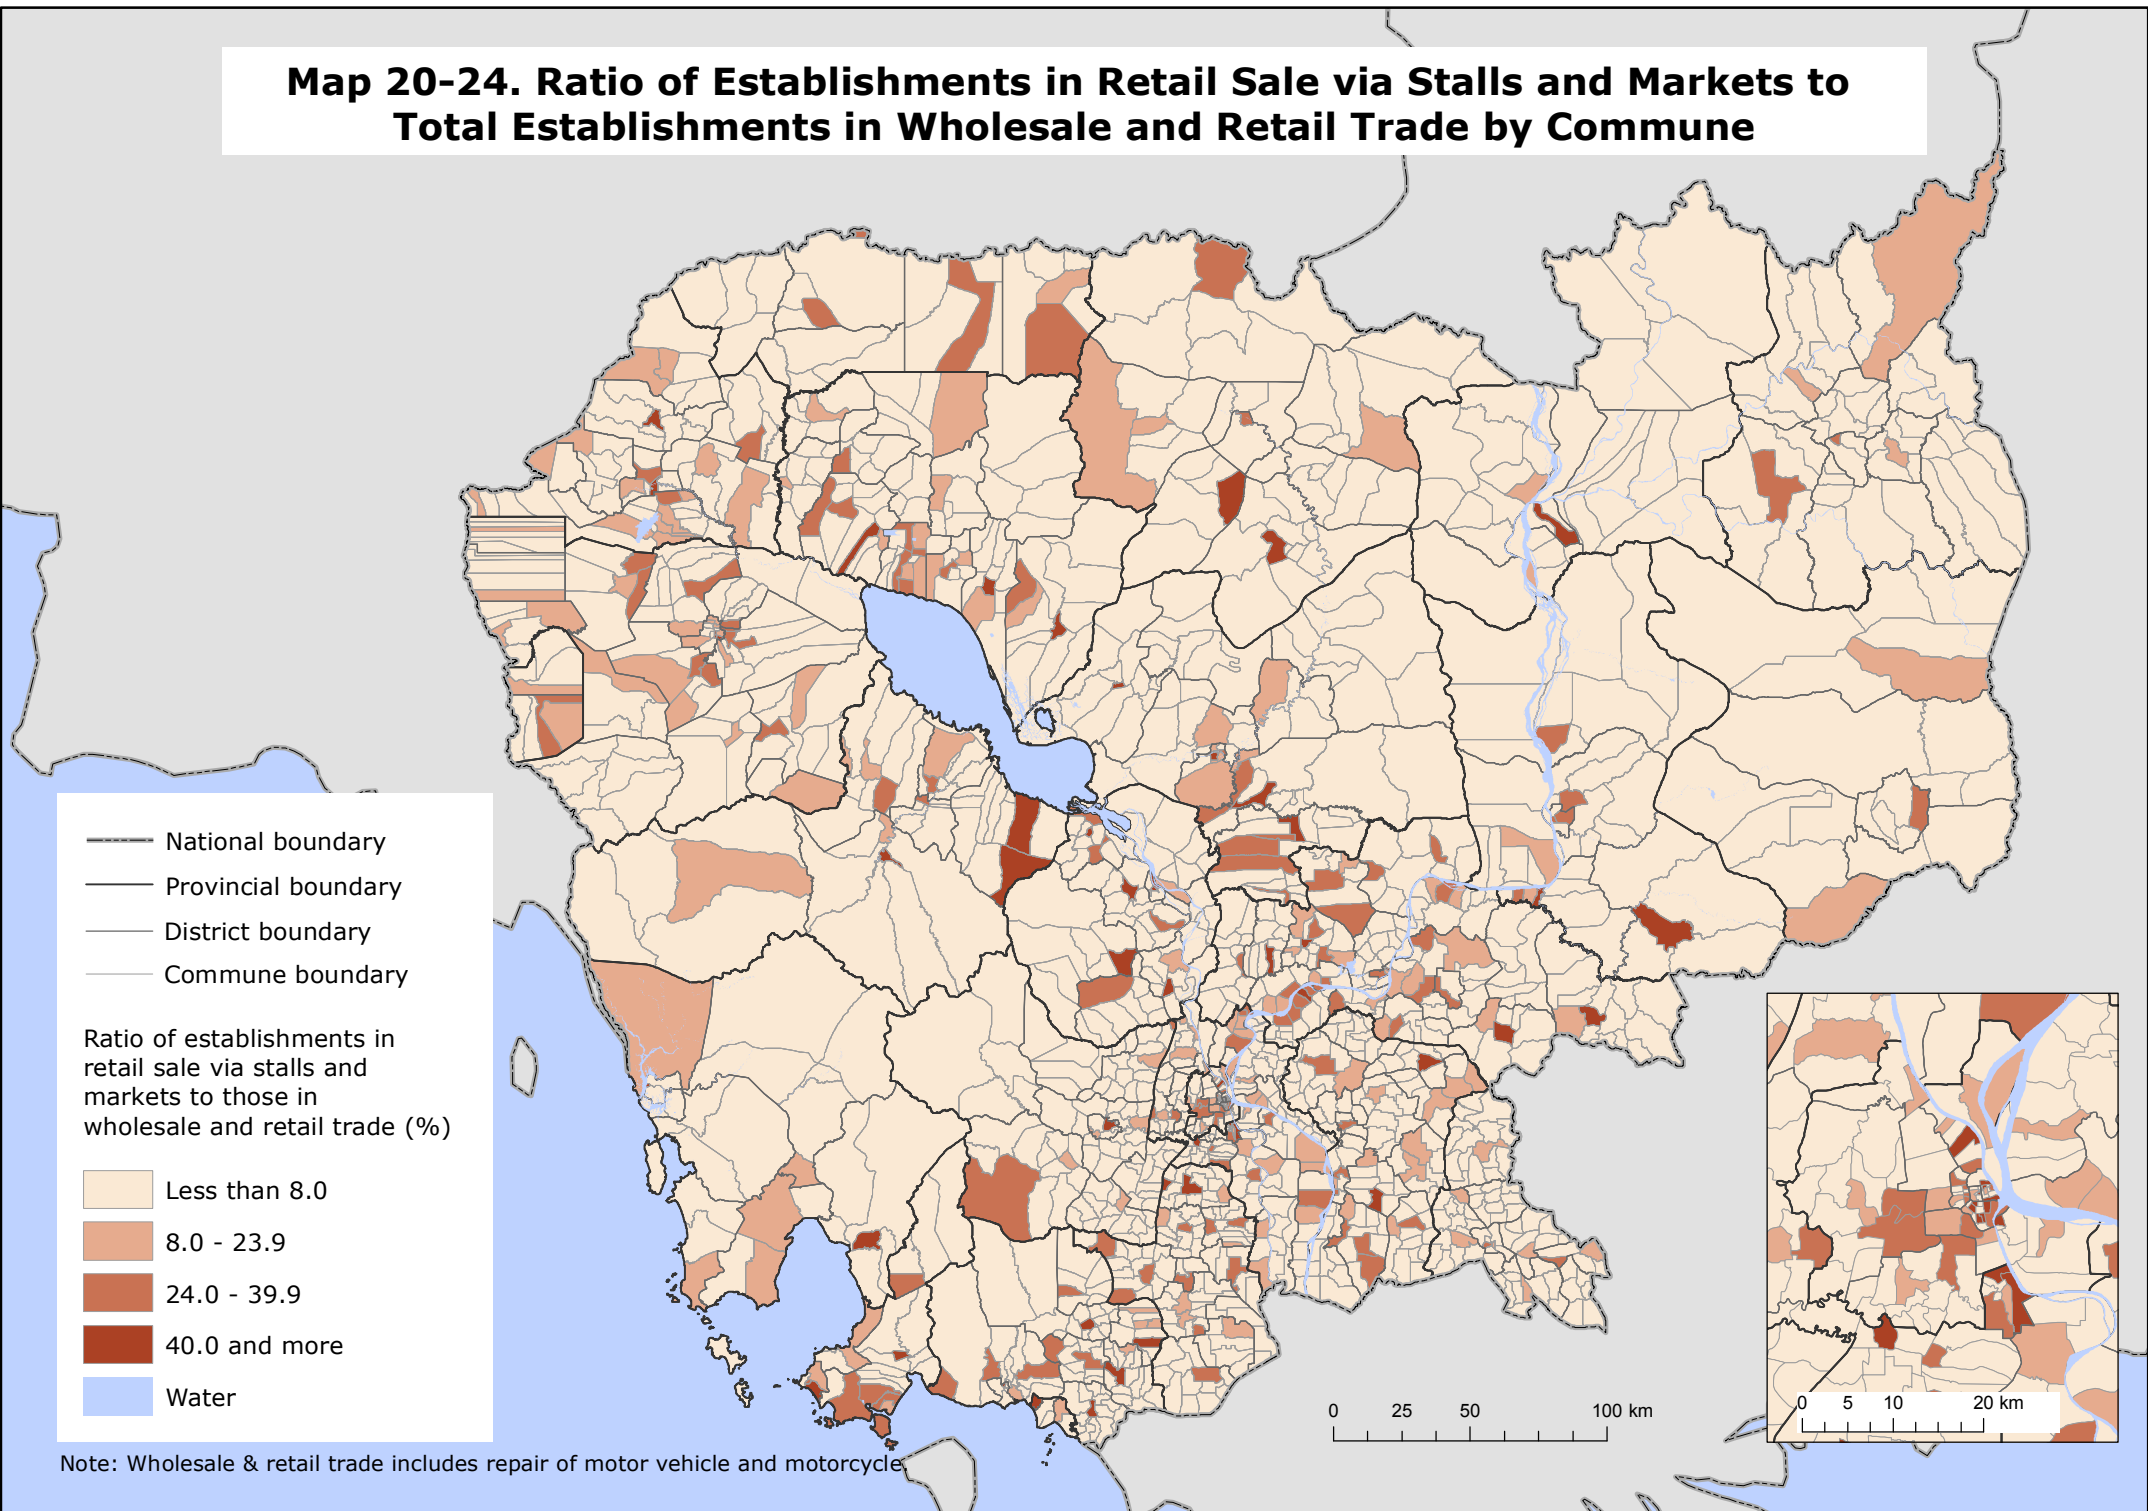 Map 20-24. Ratio of Establishments in Retail Sale via Stalls and Markets to
Total Establishments in Wholesale and Retail Trade by Commune
National boundary
Provincial boundary
District boundary
Commune boundary
Ratio of establishments in
retail sale via stalls and
markets to those in
wholesale and retail trade (%)
Less than 8.0
8.0 - 23.9
24.0 - 39.9
40.0 and more
Water
0 25 50 100 km
0 5 10 20 km
Note: Wholesale & retail trade includes repair of motor vehicle and motorcycle.